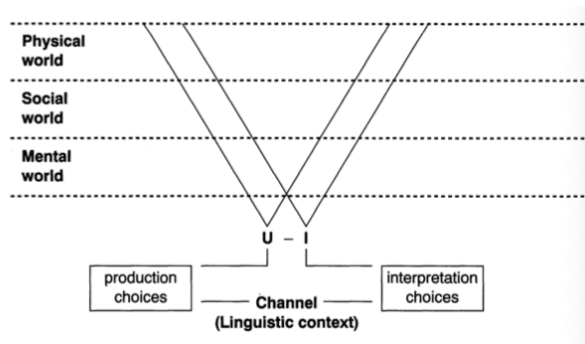 Physical
world
Social
world
Mental
world
U – I
production
choices
interpretation
choices
Channel
(Linguistic context)